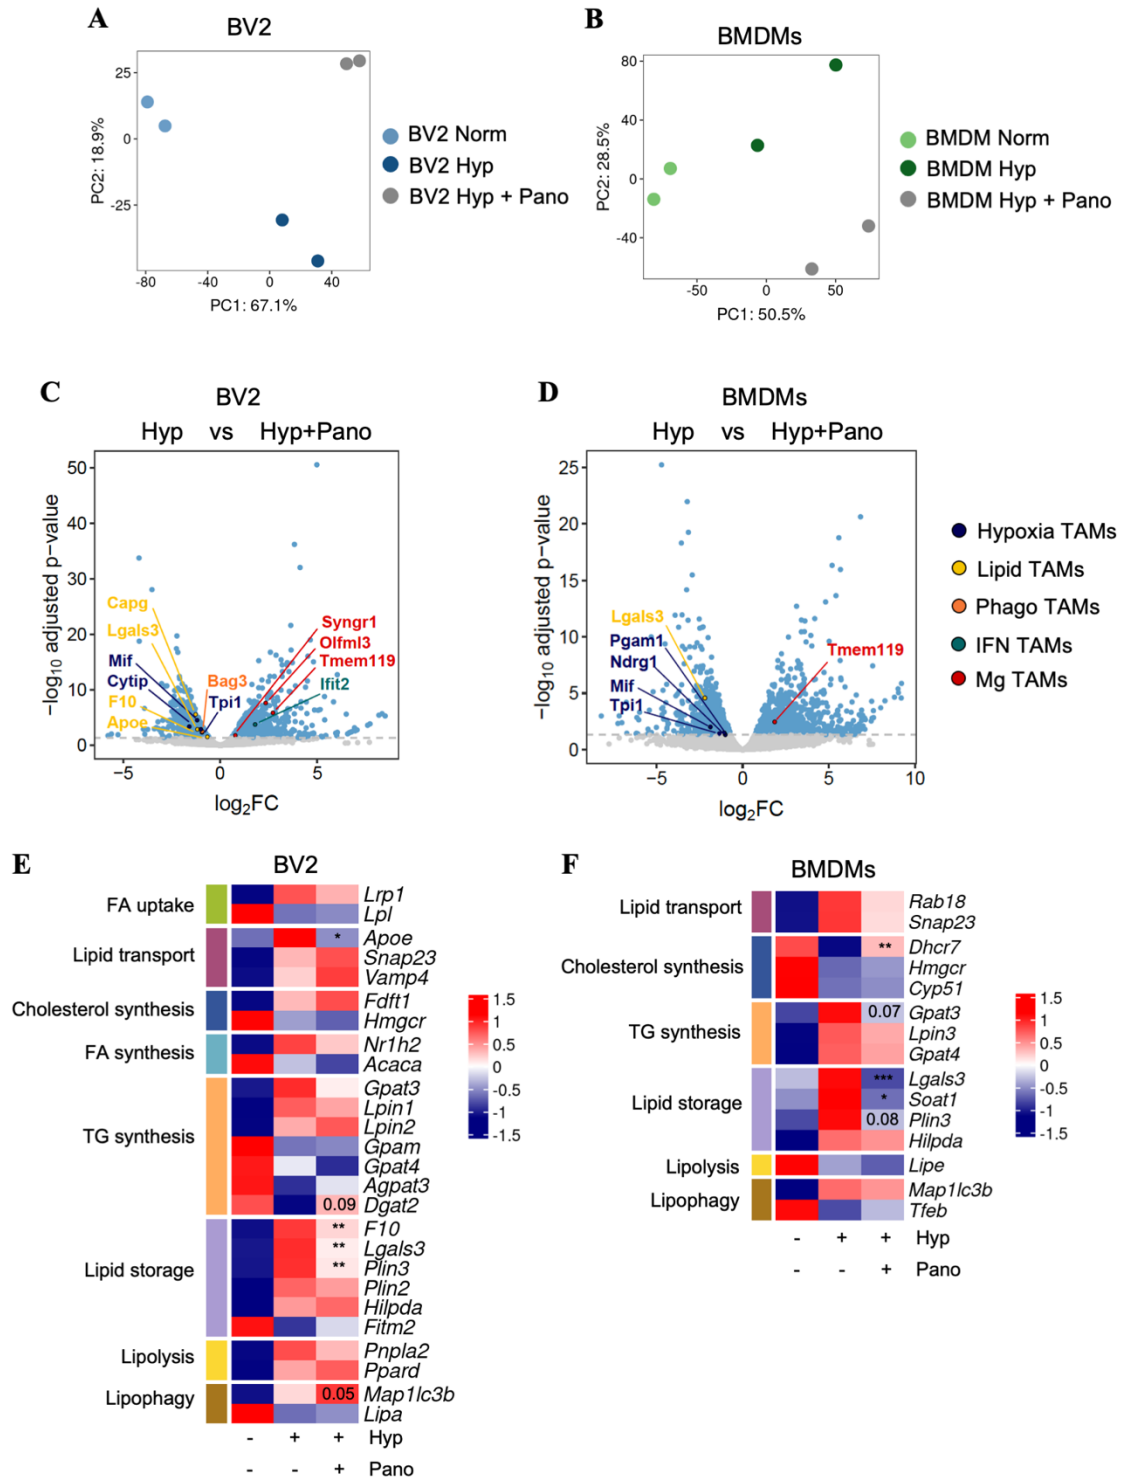 A
BV2
25
0
-25
PC2: 18.9%
-80
-40
0
40
PC1: 67.1%
BV2 Norm
BV2 Hyp
BV2 Hyp + Pano
B
BMDMs
80
40
0
-40
PC2: 28.5%
-50
0
50
PC1: 50.5%
BMDM Norm
BMDM Hyp
BMDM Hyp + Pano
C
BV2
Hyp vs Hyp+Pano
50
40
30
20
10
0
−log10 adjusted p−value
Capg
Lgals3
Mif
Cytip
F10
Apoe
Bag3
Tpi1
Syngr1
Olfml3
Tmem119
Ifit2
−5
0
5
log2FC
D
BMDMs
Hyp vs Hyp+Pano
25
20
15
10
5
0
−log10 adjusted p−value
Lgals3
Pgam1
Ndrg1
Mif
Tpi1
Tmem119
−5
0
5
10
log2FC
Hypoxia TAMs
Lipid TAMs
Phago TAMs
IFN TAMs
Mg TAMs
E
BV2
FA uptake
Lipid transport
Cholesterol synthesis
FA synthesis
TG synthesis
Lipid storage
Lipolysis
Lipophagy
Lrp1
Lpl
* Apoe
Snap23
Vamp4
Fdft1
Hmgcr
Nr1h2
Acaca
Gpat3
Lpin1
Lpin2
Gpam
Gpat4
Agpat3
0.09 Dgat2
** F10
** Lgals3
** Plin3
Plin2
Hilpda
Fitm2
Pnpla2
Ppard
0.05 Map1lc3b
Lipa
- + + Hyp
- - + Pano
1.5
1
0.5
0
-0.5
-1
-1.5
F
BMDMs
Lipid transport
Cholesterol synthesis
TG synthesis
Lipid storage
Lipolysis
Lipophagy
Rab18
Snap23
** Dhcr7
Hmgcr
Cyp51
0.07 Gpat3
Lpin3
Gpat4
*** Lgals3
* Soat1
0.08 Plin3
Hilpda
Lipe
Map1lc3b
Tfeb
- + + Hyp
- - + Pano
1.5
1
0.5
0
-0.5
-1
-1.5